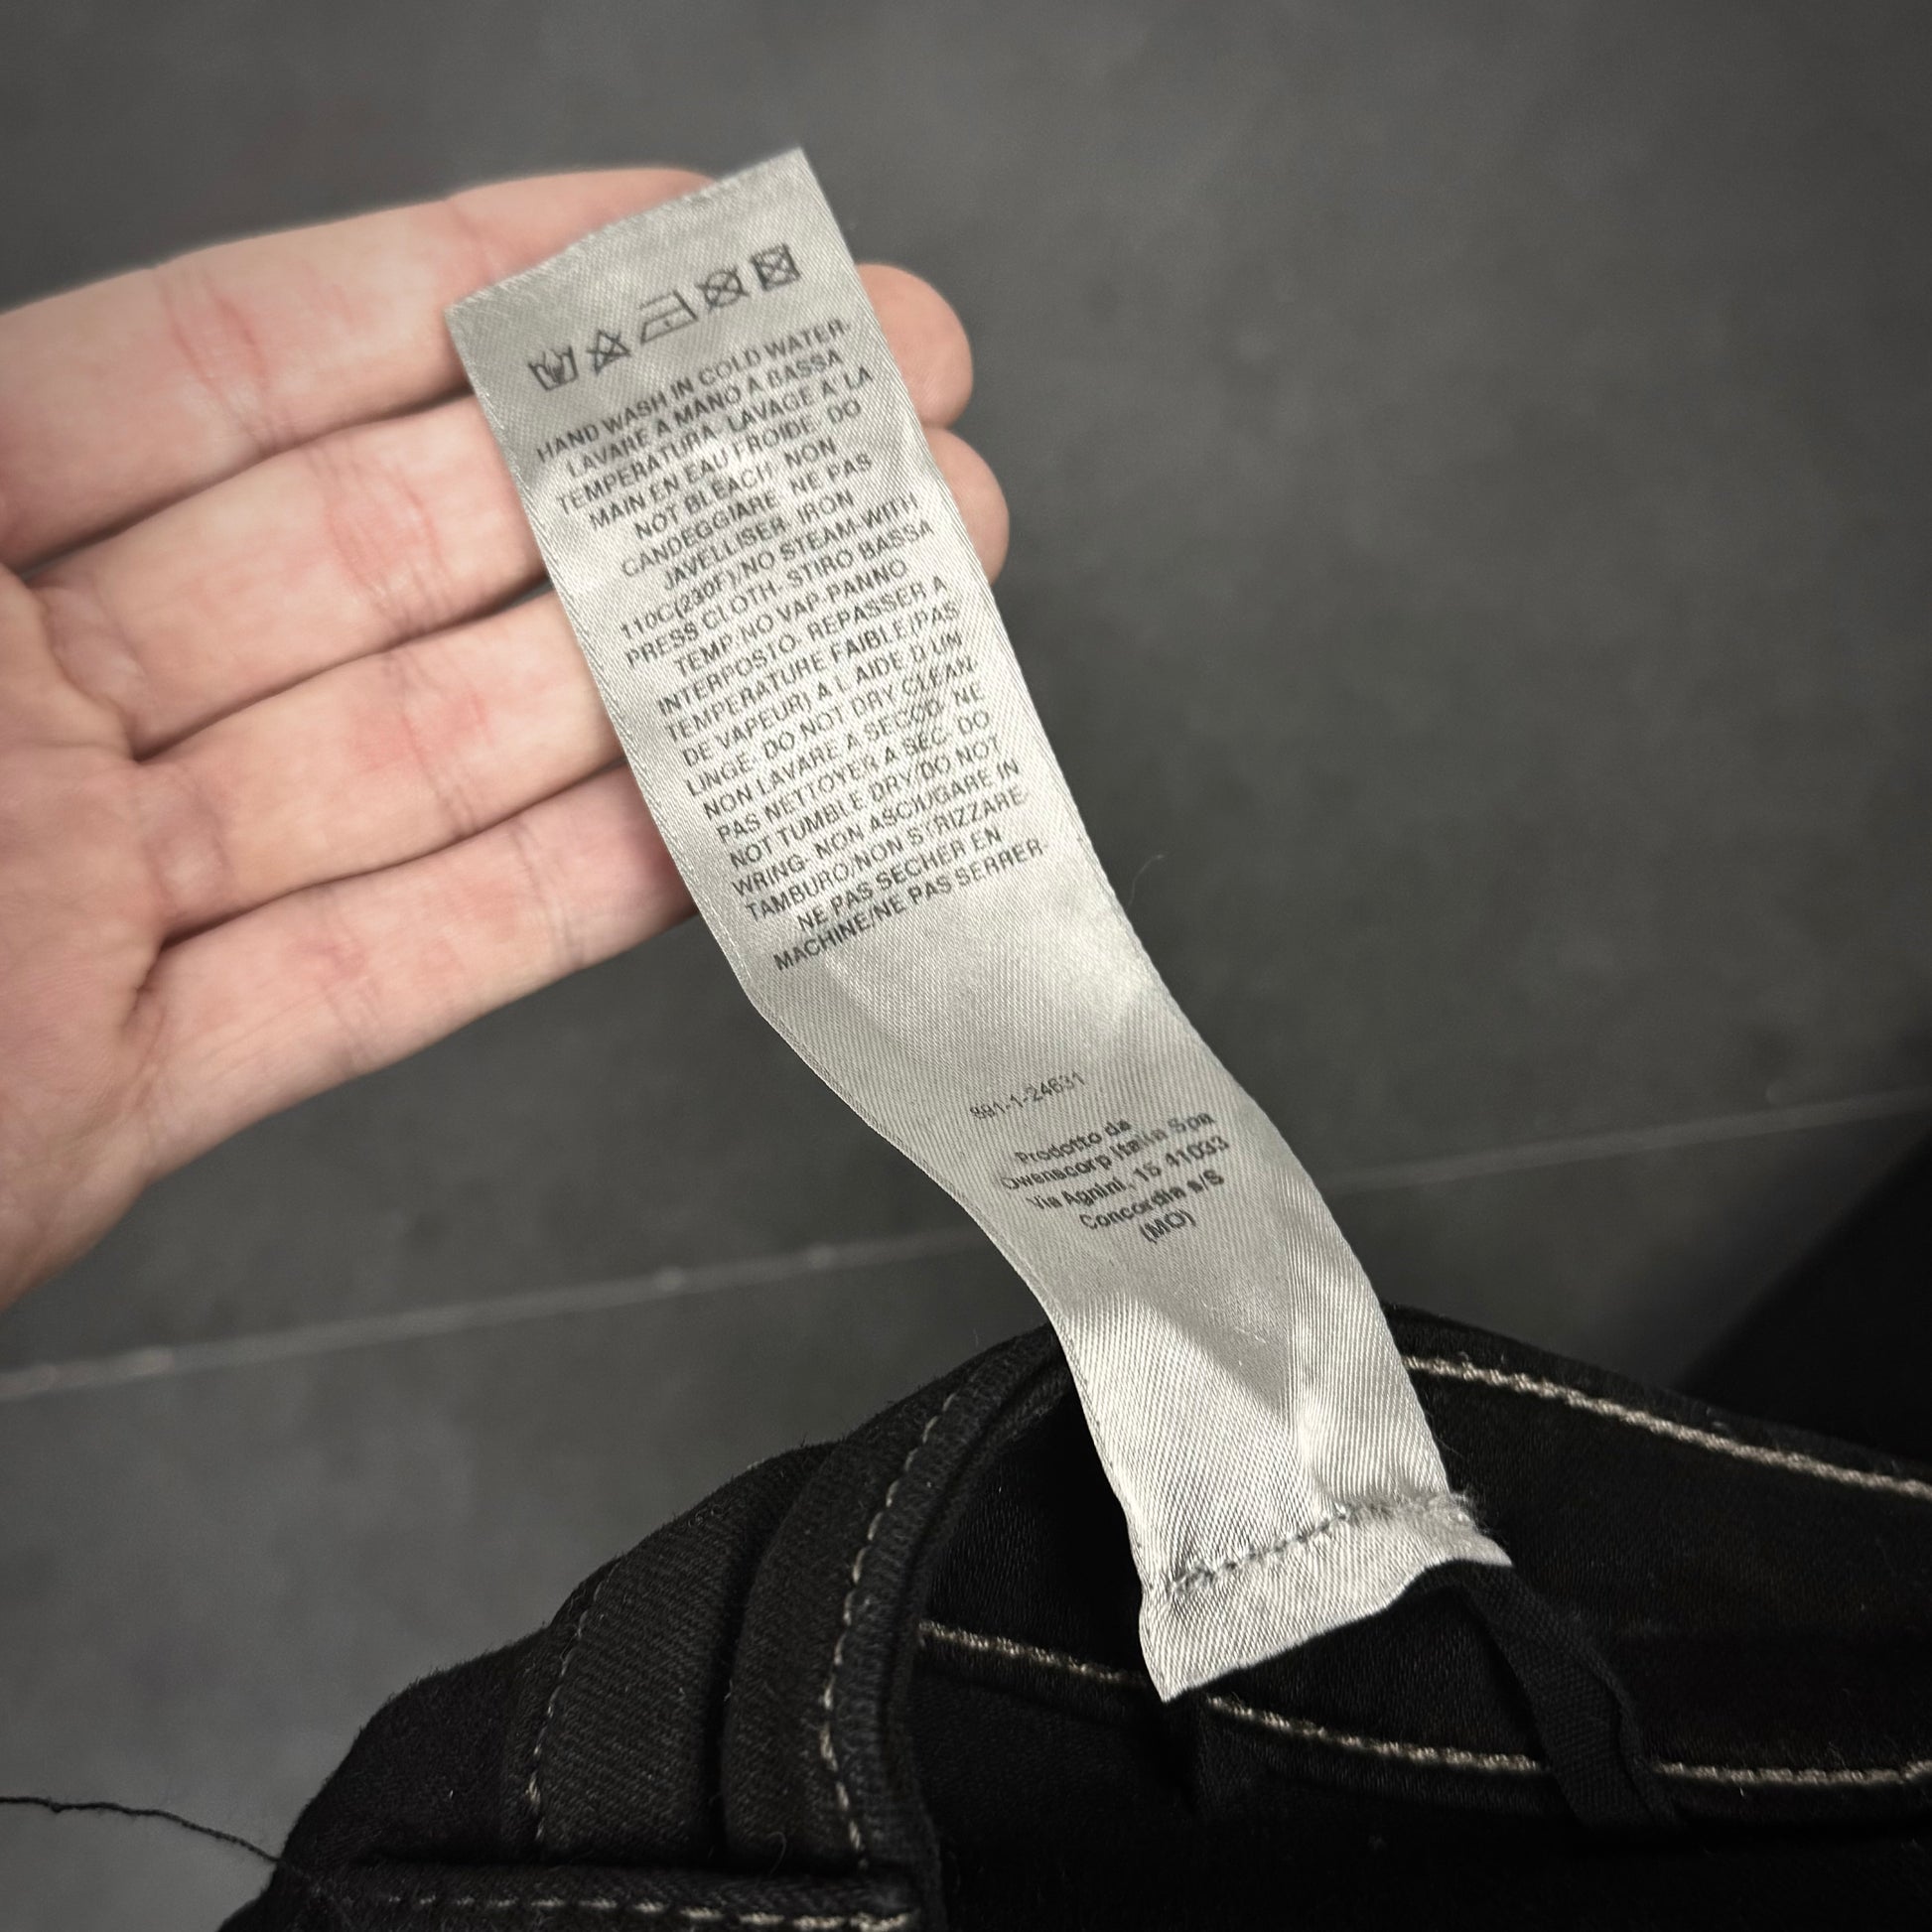 HAND WASH IN COLD WATER.
LAVARE A MANO A BASSA
TEMPERATURA. LAVAGE A LA
MAIN EN EAU FROIDE. DO
NOT BLEACH- NON
CANDEGGIARE. NE PAS
JAVELLISER. IRON
110C(230F)/NO STEAM-WITH
PRESS CLOTH- STIRO BASSA
TEMP.NO VAP-PANNO
INTERPOSTO. REPASSER A
TEMPERATURE FAIBLE(PAS
DE VAPEUR) A L AIDE D UN
LINGE- DO NOT DRY CLEAN-
NON LAVARE A SECCO. NE
PAS NETTOYER A SEC- DO
NOT TUMBLE DRY/DO NOT
WRING- NON ASCIUGARE IN
TAMBURO/NON STRIZZARE-
NE PAS SECHER EN
MACHINE/NE PAS SERRER.
891-1-24631
Prodotto da
Owenscorp Italia Spa
Via Agnini, 15 41033
Concordia s/S
(MO)